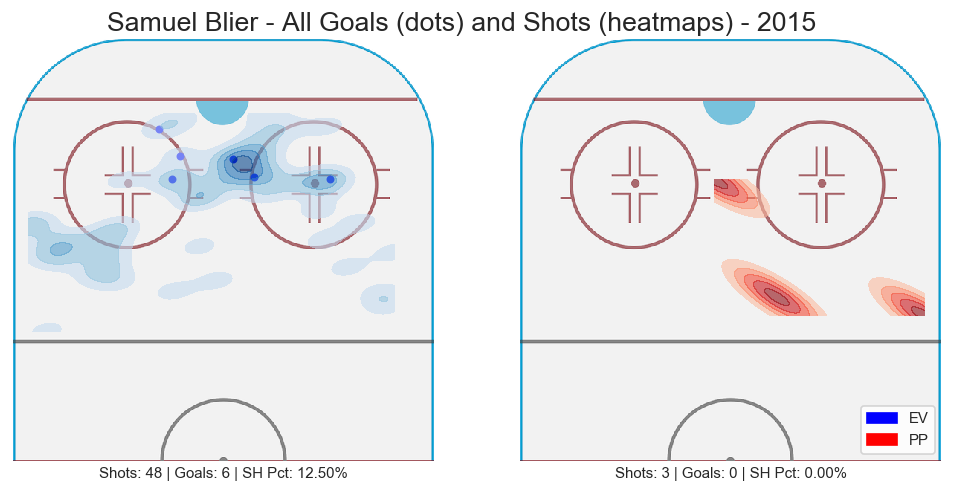 Samuel Blier - All Goals (dots) and Shots (heatmaps) - 2015
EV
PP
Shots: 48 | Goals: 6 | SH Pct: 12.50%
Shots: 3 | Goals: 0 | SH Pct: 0.00%